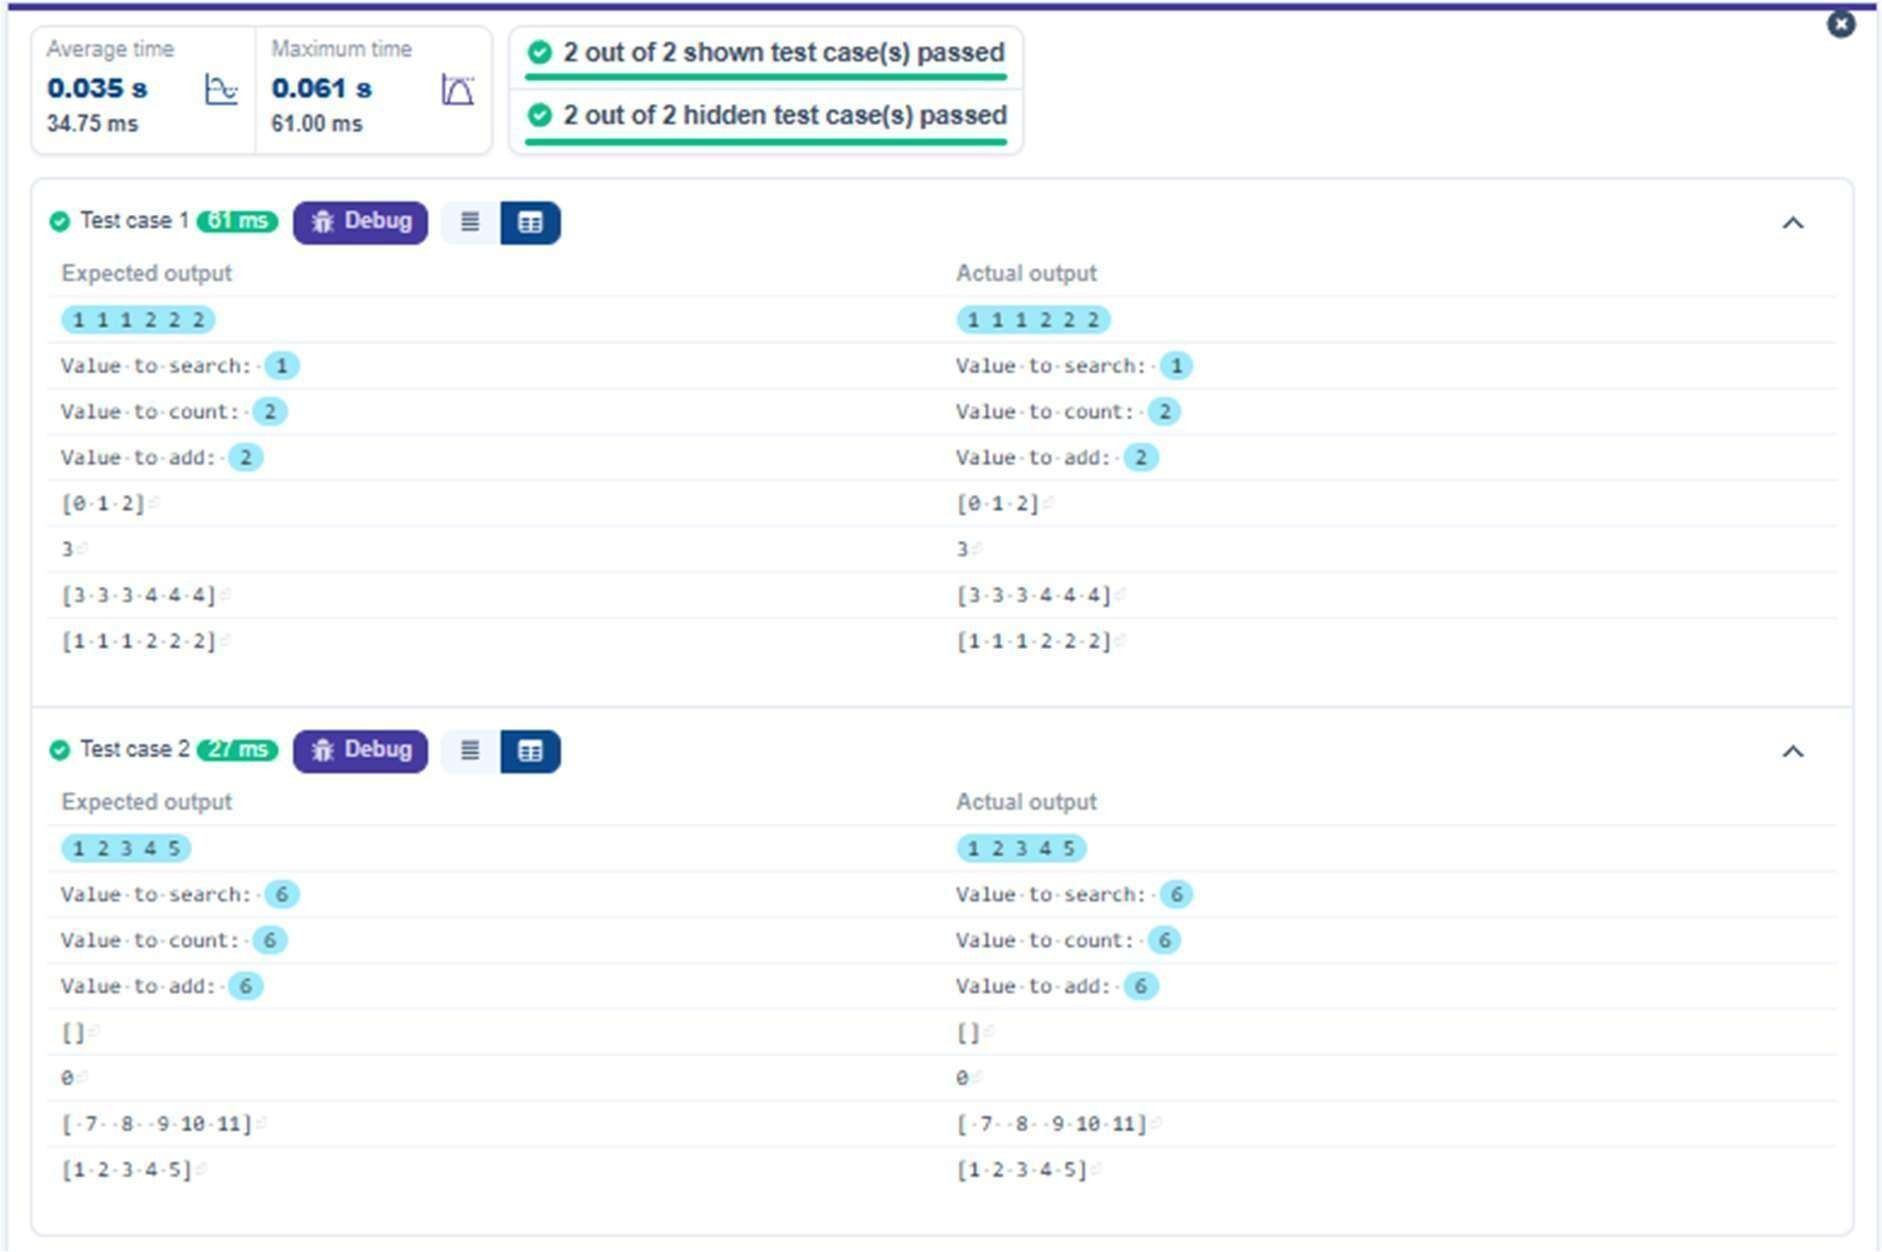 Average time
0.035 s
34.75 ms
Maximum time
0.061 s
61.00 ms
2 out of 2 shown test case(s) passed
2 out of 2 hidden test case(s) passed
Test case 1 61 ms Debug
Expected output Actual output
1 1 1 2 2 2 1 1 1 2 2 2
Value·to·search:·1 Value·to·search:·1
Value·to·count:·2 Value·to·count:·2
Value·to·add:·2 Value·to·add:·2
[0·1·2] [0·1·2]
3 3
[3·3·3·4·4·4] [3·3·3·4·4·4]
[1·1·1·2·2·2] [1·1·1·2·2·2]
Test case 2 27 ms Debug
Expected output Actual output
1 2 3 4 5 1 2 3 4 5
Value·to·search:·6 Value·to·search:·6
Value·to·count:·6 Value·to·count:·6
Value·to·add:·6 Value·to·add:·6
[] []
0 0
[·7··8··9·10·11] [·7··8··9·10·11]
[1·2·3·4·5] [1·2·3·4·5]